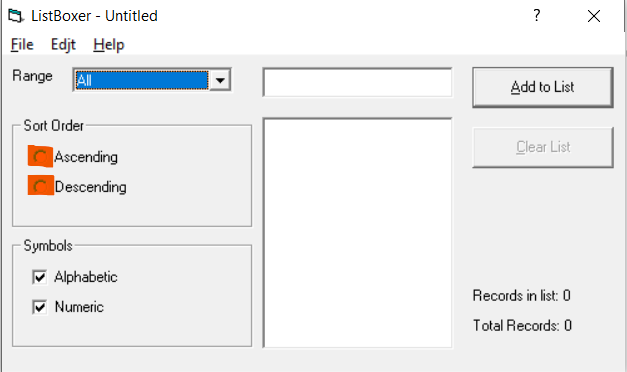 ListBoxer - Untitled ?
File Edjt Help
Range All Add to List
Sort Order
Ascending
Descending
Clear List
Symbols
Alphabetic
Numeric
Records in list: 0
Total Records: 0